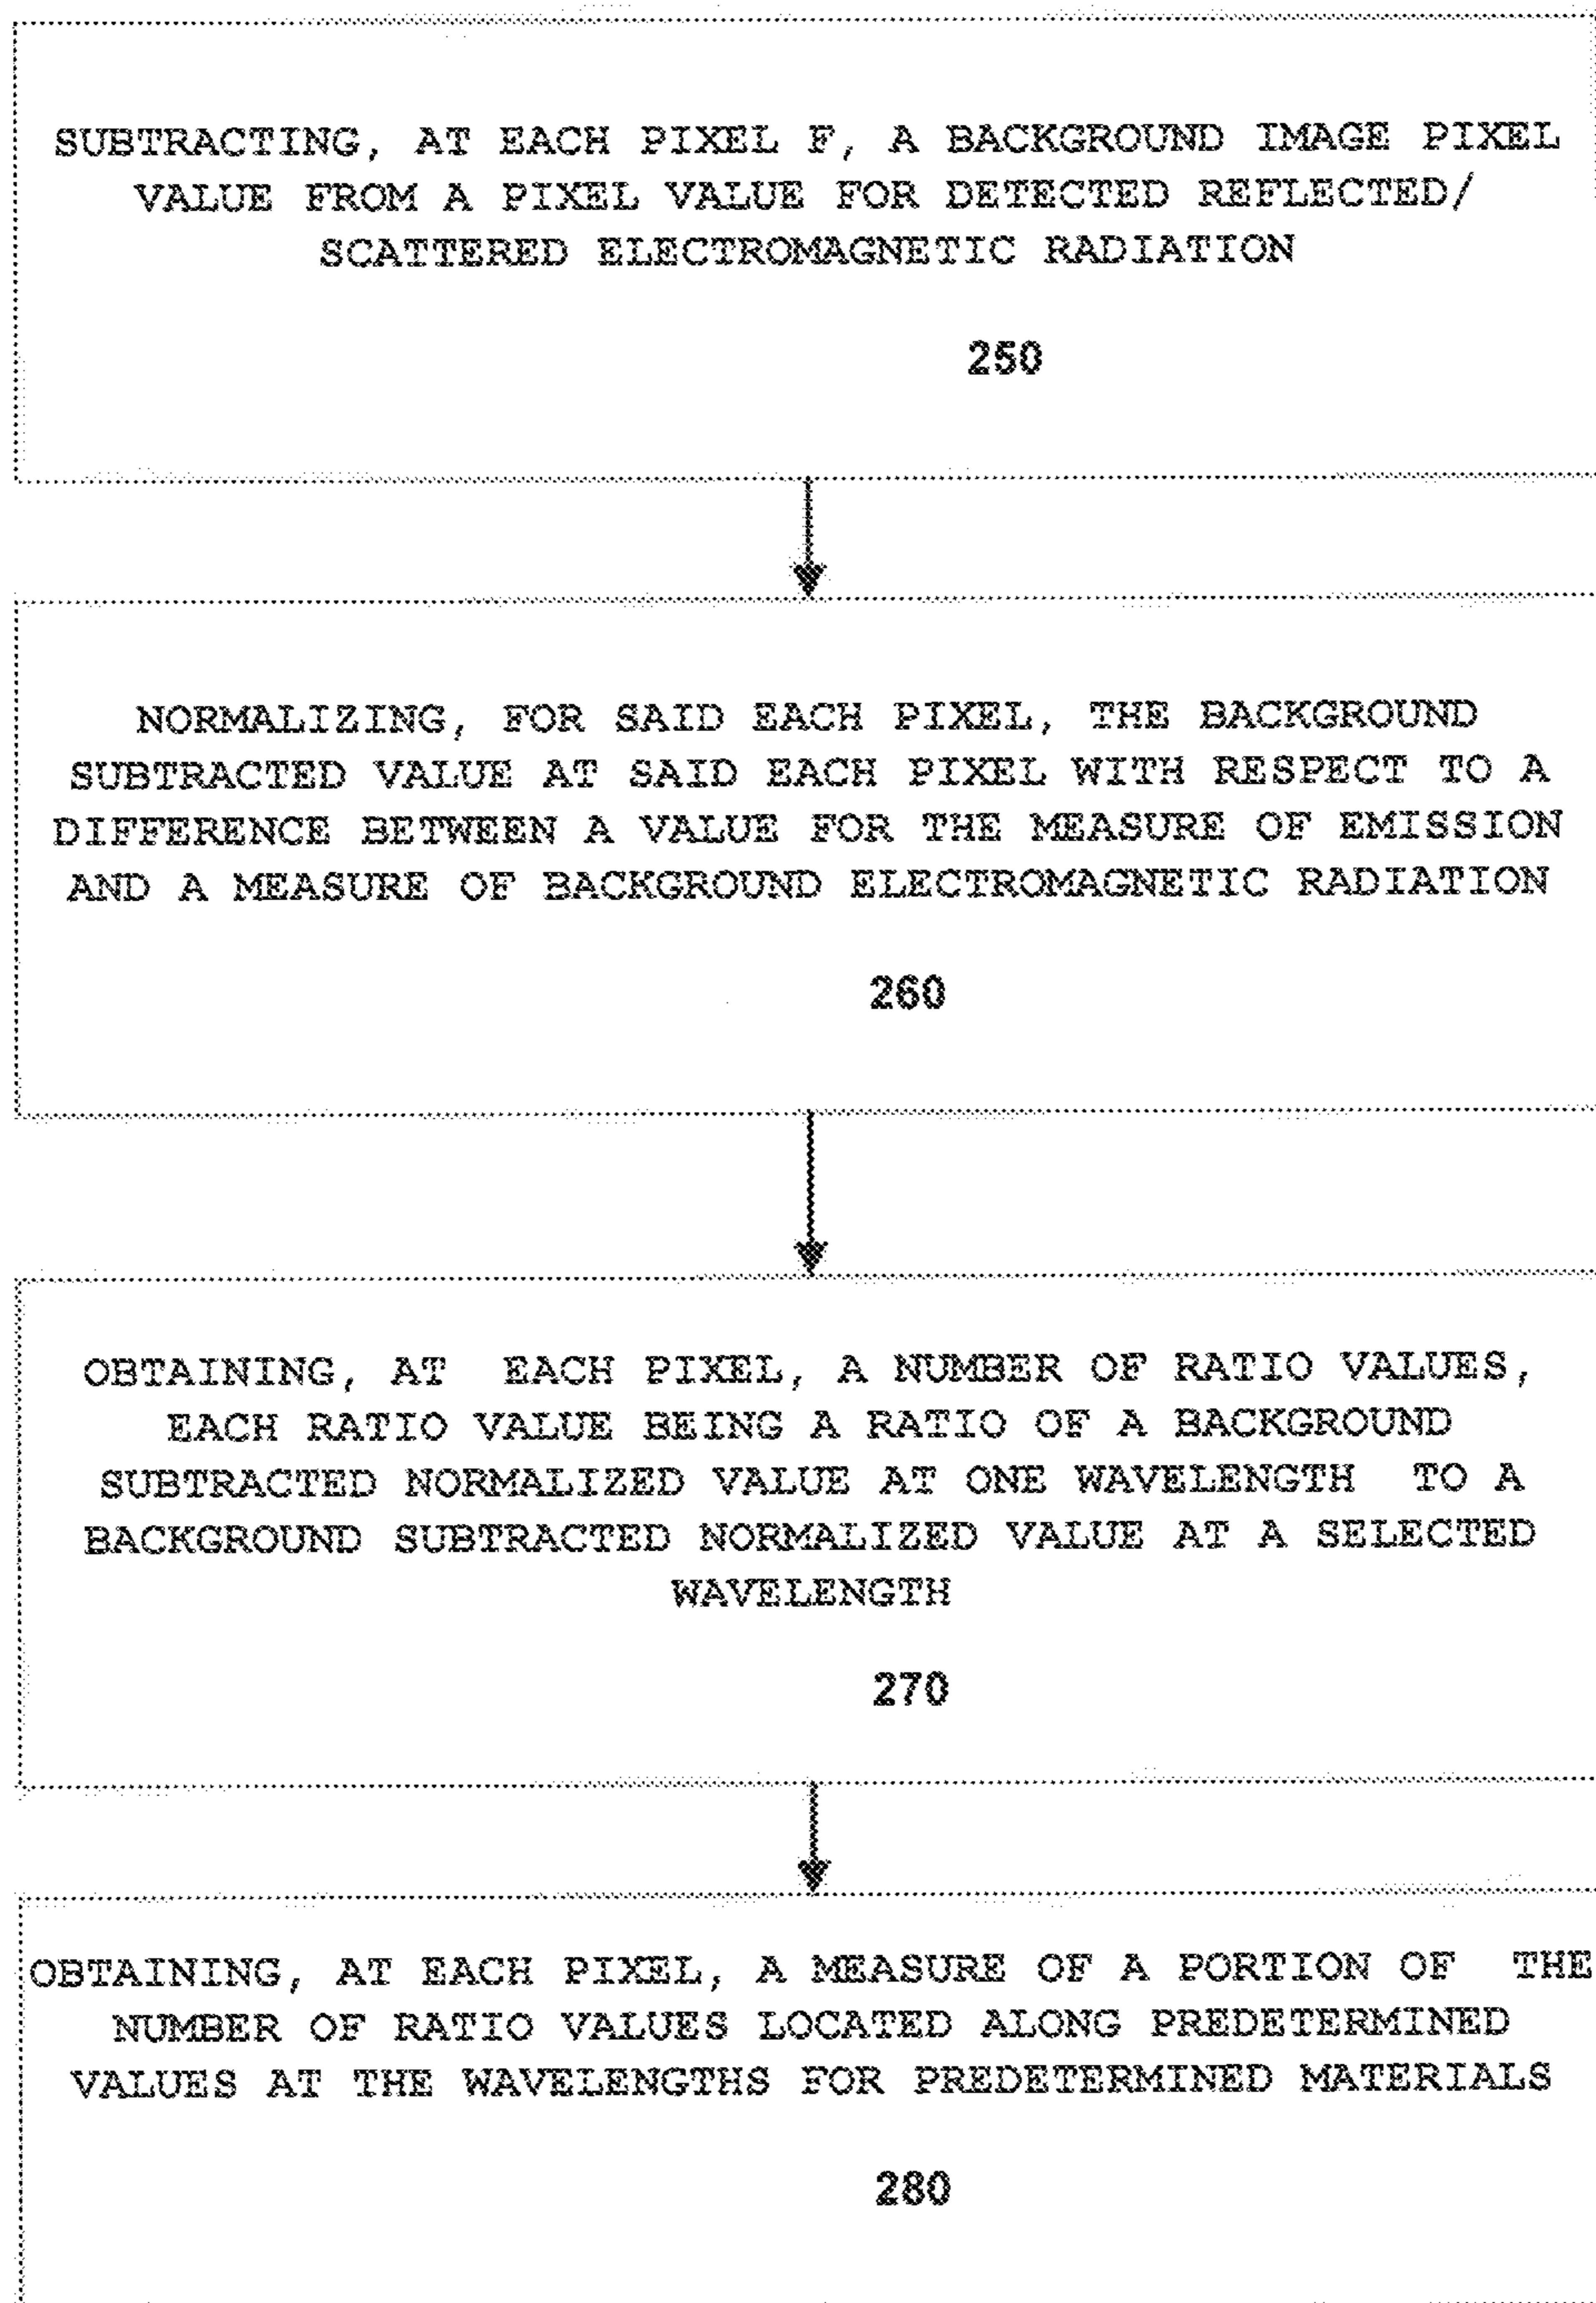 SUBTRACTING, AT EACH PIXEL F, A BACKGROUND IMAGE PIXEL
VALUE FROM A PIXEL VALUE FOR DETECTED REFLECTED/
SCATTERED ELECTROMAGNETIC RADIATION
250
NORMALIZING, FOR SAID EACH PIXEL, THE BACKGROUND
SUBTRACTED VALUE AT SAID EACH PIXEL WITH RESPECT TO A
DIFFERENCE BETWEEN A VALUE FOR THE MEASURE OF EMISSION
AND A MEASURE OF BACKGROUND ELECTROMAGNETIC RADIATION
260
OBTAINING, AT EACH PIXEL, A NUMBER OF RATIO VALUES,
EACH RATIO VALUE BEING A RATIO OF A BACKGROUND
SUBTRACTED NORMALIZED VALUE AT ONE WAVELENGTH TO A
BACKGROUND SUBTRACTED NORMALIZED VALUE AT A SELECTED
WAVELENGTH
270
OBTAINING, AT EACH PIXEL, A MEASURE OF A PORTION OF THE
NUMBER OF RATIO VALUES LOCATED ALONG PREDETERMINED
VALUES AT THE WAVELENGTHS FOR PREDETERMINED MATERIALS
280